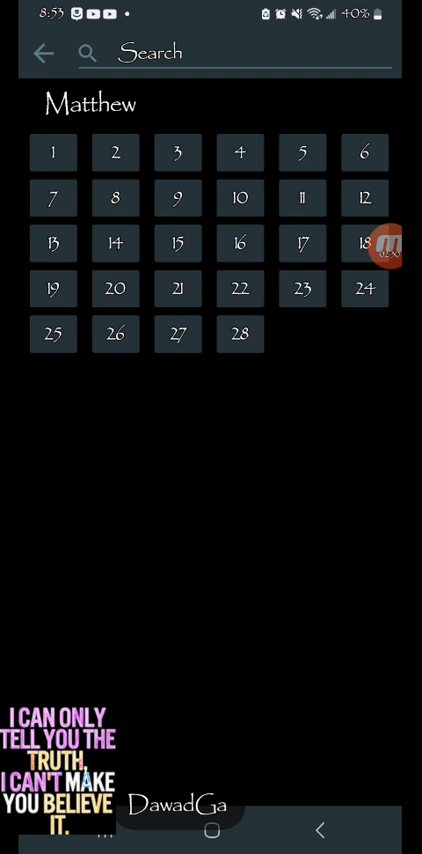 8:53 40%
Search
Matthew
1 2 3 4 5 6
7 8 9 10 11 12
13 14 15 16 17 18
19 20 21 22 23 24
25 26 27 28
I CAN ONLY
TELL YOU THE
TRUTH,
I CAN'T MAKE
YOU BELIEVE
IT.
DawadGa